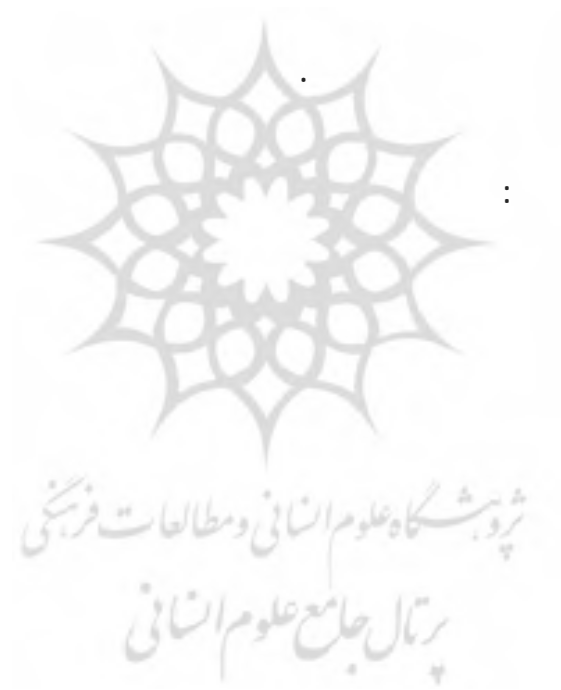 .
:
پژوهشگاه علوم انسانی و مطالعات فرهنگی
پرتال جامع علوم انسانی